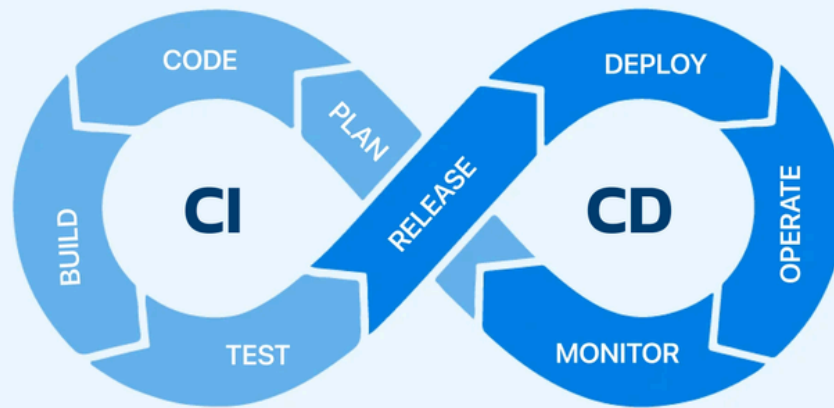 CODE
PLAN
BUILD
CI
TEST
RELEASE
DEPLOY
CD
OPERATE
MONITOR